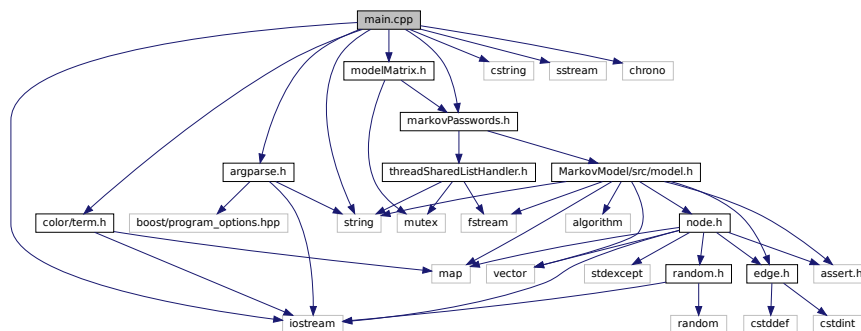 main.cpp
modelMatrix.h
cstring
sstream
chrono
markovPasswords.h
argparse.h
threadSharedListHandler.h
MarkovModel/src/model.h
color/term.h
boost/program_options.hpp
string
mutex
fstream
algorithm
node.h
map
vector
stdexcept
random.h
edge.h
assert.h
iostream
random
cstddef
cstdint